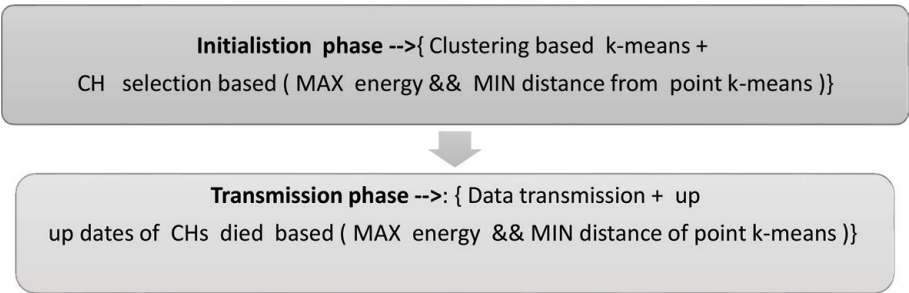 Initialistion phase -->{ Clustering based k-means +
CH selection based ( MAX energy && MIN distance from point k-means )}
Transmission phase -->: { Data transmission + up
up dates of CHs died based ( MAX energy && MIN distance of point k-means )}